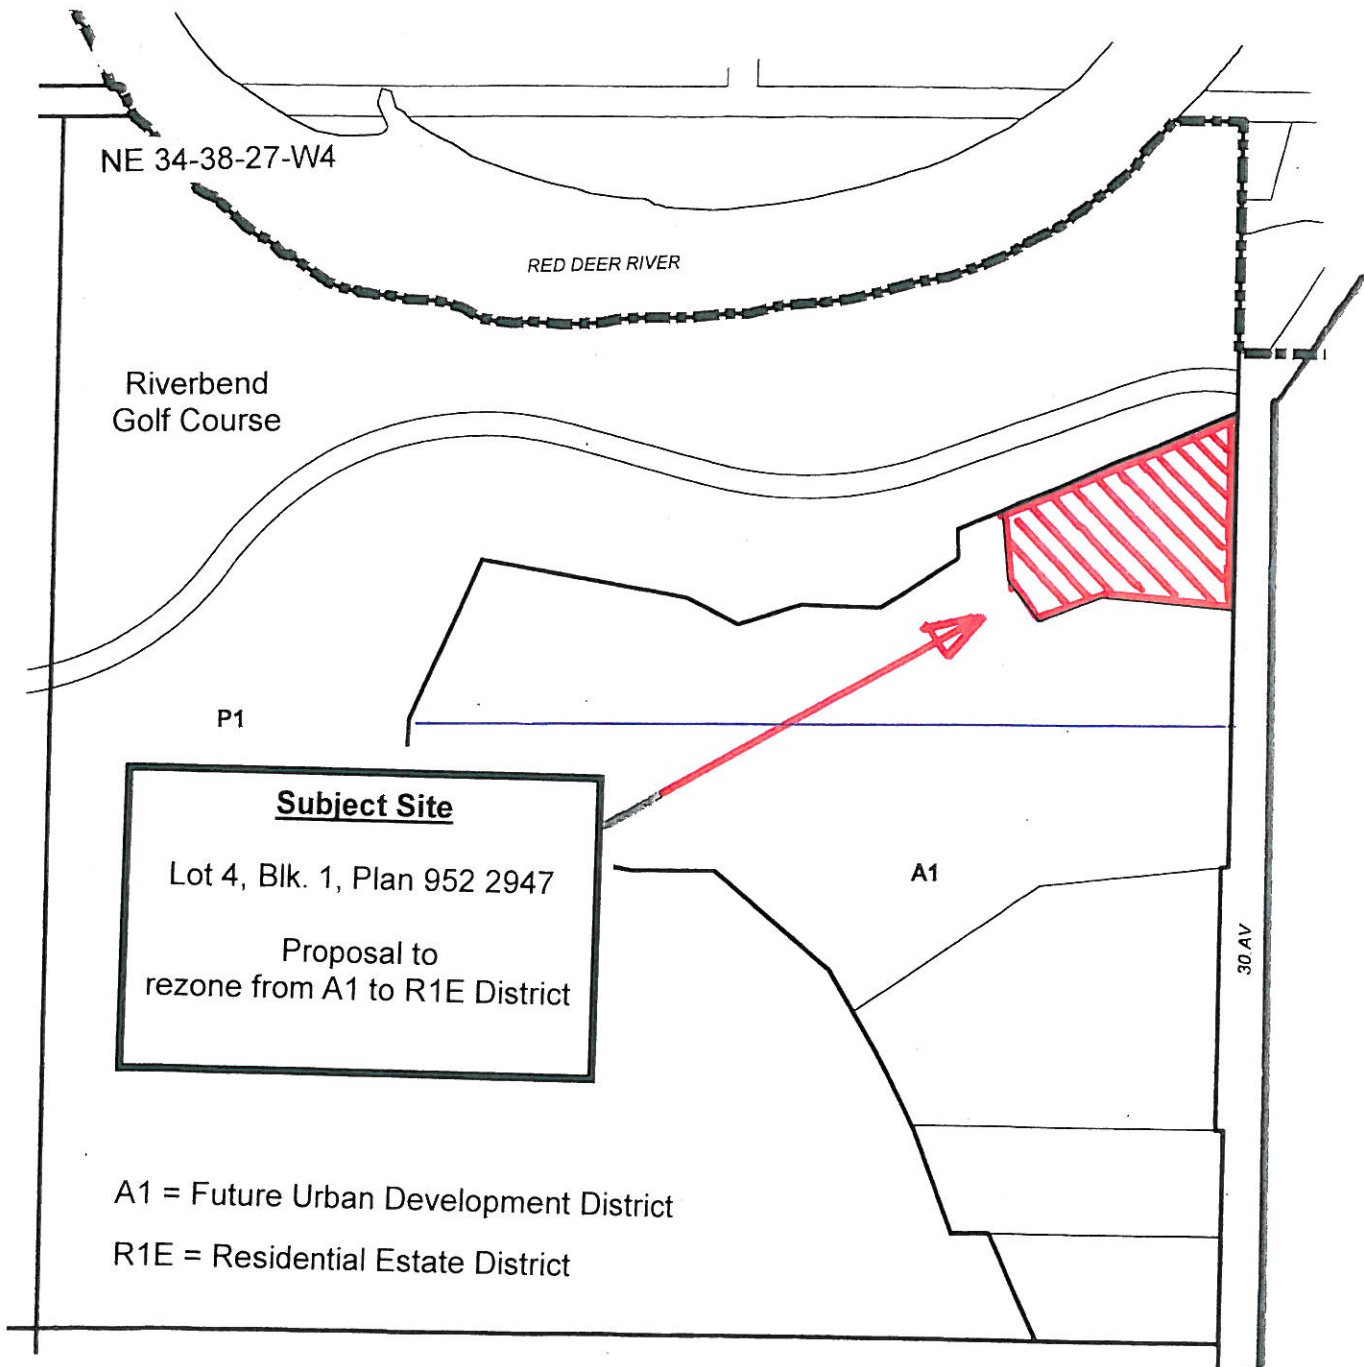 NE 34-38-27-W4
RED DEER RIVER
Riverbend
Golf Course
P1
Subject Site
Lot 4, Blk. 1, Plan 952 2947
Proposal to
rezone from A1 to R1E District
A1
30 AV
A1 = Future Urban Development District
R1E = Residential Estate District